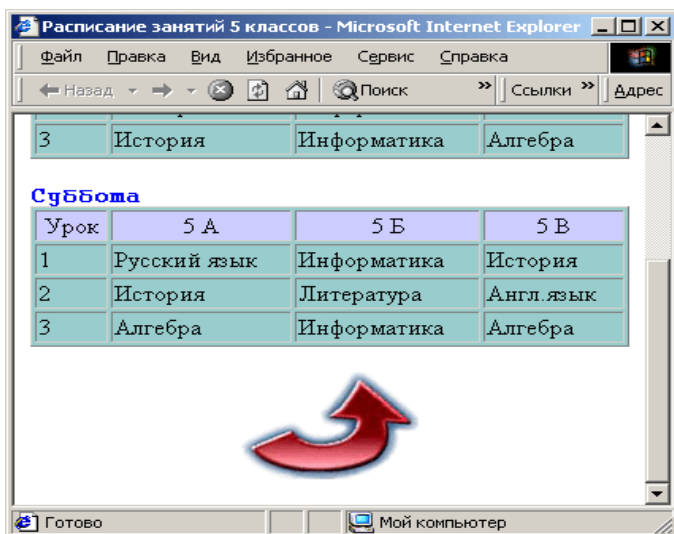 Расписание занятий 5 классов - Microsoft Internet Explorer
Файл Правка Вид Избранное Сервис Справка
Назад Поиск » Ссылки » Адрес
3 История Информатика Алгебра
Суббота
Урок 5 А 5 Б 5 В
1 Русский язык Информатика История
2 История Литература Англ.язык
3 Алгебра Информатика Алгебра
Готово Мой компьютер